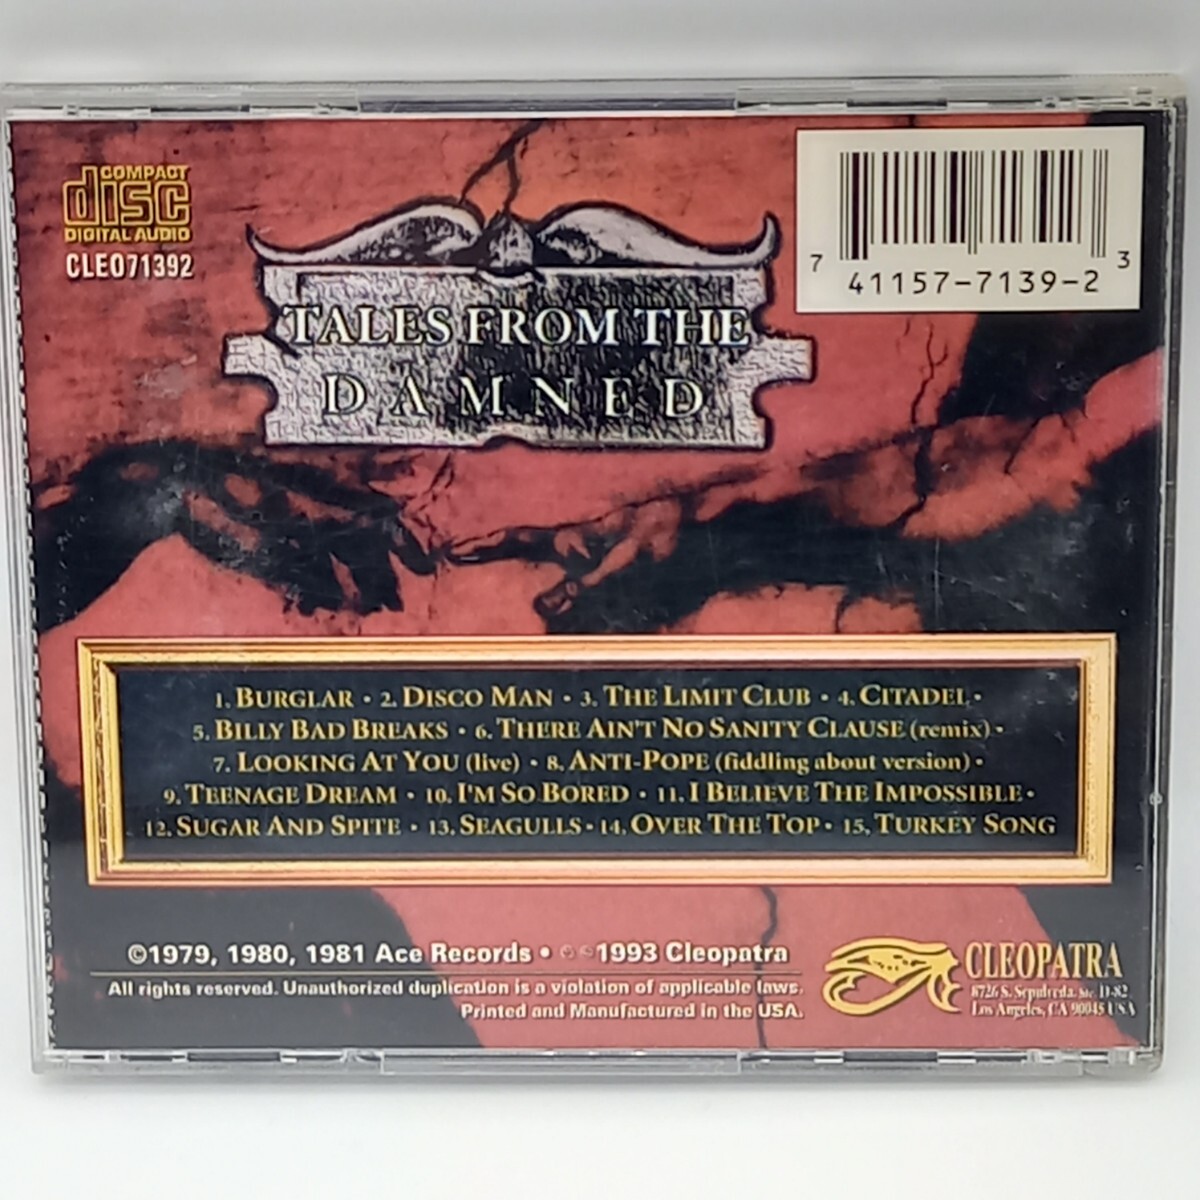 COMPACT
disc
DIGITAL AUDIO
CLEO71392
TALES FROM THE
DAMNED
7 41157-7139-2 3
1. BURGLAR · 2. DISCO MAN · 3. THE LIMIT CLUB · 4. CITADEL ·
5. BILLY BAD BREAKS · 6. THERE AIN'T NO SANITY CLAUSE (remix) ·
7. LOOKING AT YOU (live) · 8. ANTI-POPE (fiddling about version) ·
9. TEENAGE DREAM · 10. I'M SO BORED · 11. I BELIEVE THE IMPOSSIBLE ·
12. SUGAR AND SPITE · 13. SEAGULLS · 14. OVER THE TOP · 15. TURKEY SONG
©1979, 1980, 1981 Ace Records • ℗ © 1993 Cleopatra
All rights reserved. Unauthorized duplication is a violation of applicable laws.
Printed and Manufactured in the USA.
CLEOPATRA
8726 S. Sepulveda. Ste. D-82
Los Angeles, CA 90045 USA